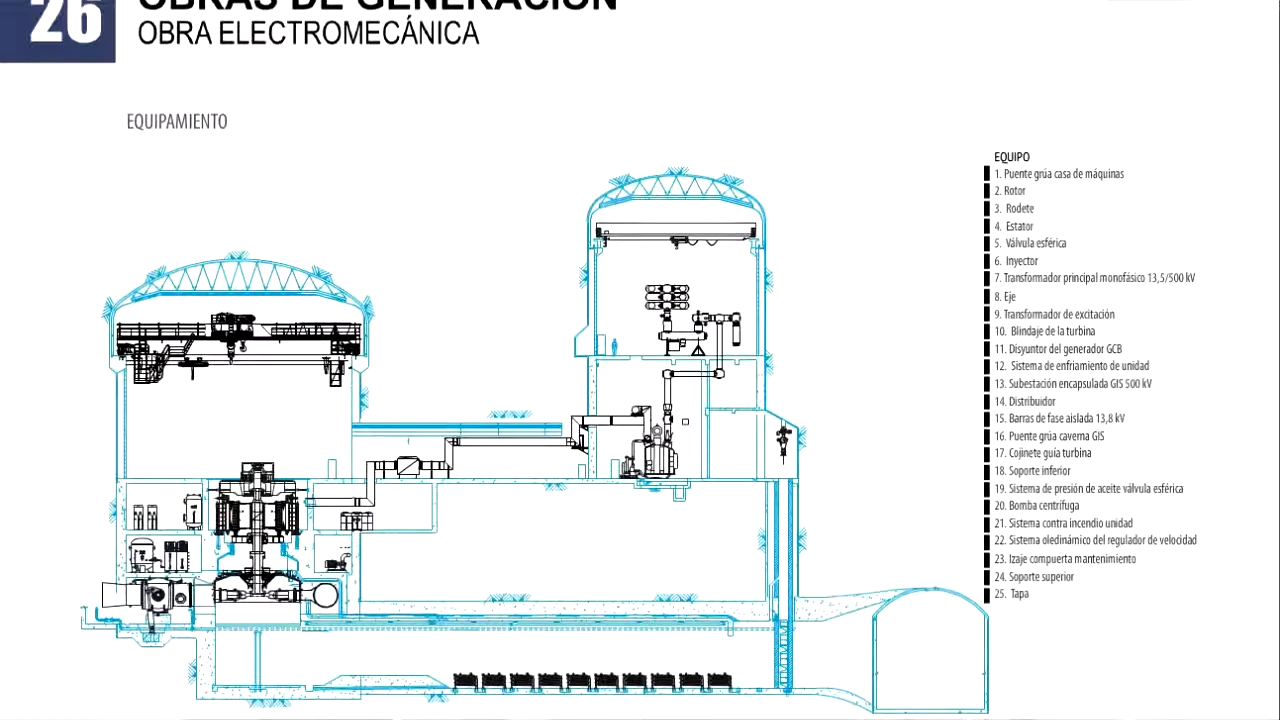 26
OBRAS DE GENERACIÓN
OBRA ELECTROMECÁNICA
EQUIPAMIENTO
EQUIPO
1. Puente grúa casa de máquinas
2. Rotor
3. Rodete
4. Estator
5. Válvula esférica
6. Inyector
7. Transformador principal monofásico 13,5/500 kV
8. Eje
9. Transformador de excitación
10. Blindaje de la turbina
11. Disyuntor del generador GCB
12. Sistema de enfriamiento de unidad
13. Subestación encapsulada GIS 500 kV
14. Distribuidor
15. Barras de fase aislada 13,8 kV
16. Puente grúa caverna GIS
17. Cojinete guía turbina
18. Soporte inferior
19. Sistema de presión de aceite válvula esférica
20. Bomba centrífuga
21. Sistema contra incendio unidad
22. Sistema oledinámico del regulador de velocidad
23. Izaje compuerta mantenimiento
24. Soporte superior
25. Tapa